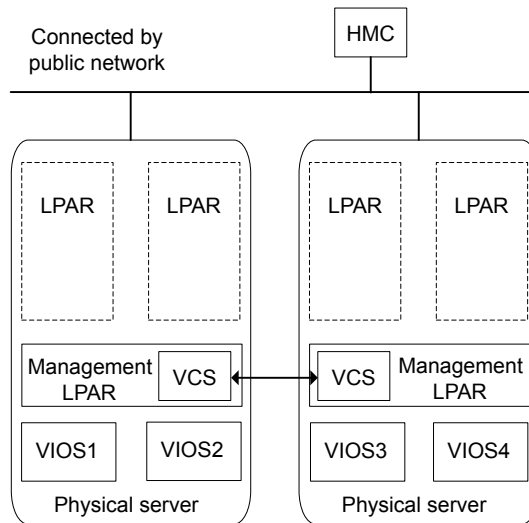 Connected by
public network
HMC
LPAR
LPAR
LPAR
LPAR
Management
LPAR
VCS
VCS
Management
LPAR
VIOS1
VIOS2
VIOS3
VIOS4
Physical server
Physical server